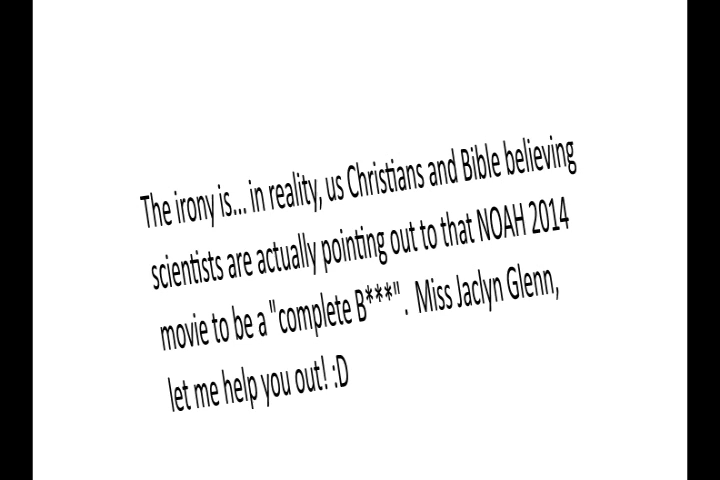 The irony is... in reality, us Christians and Bible believing
scientists are actually pointing out to that NOAH 2014
movie to be a "complete B***" .  Miss Jaclyn Glenn,
let me help you out! :D